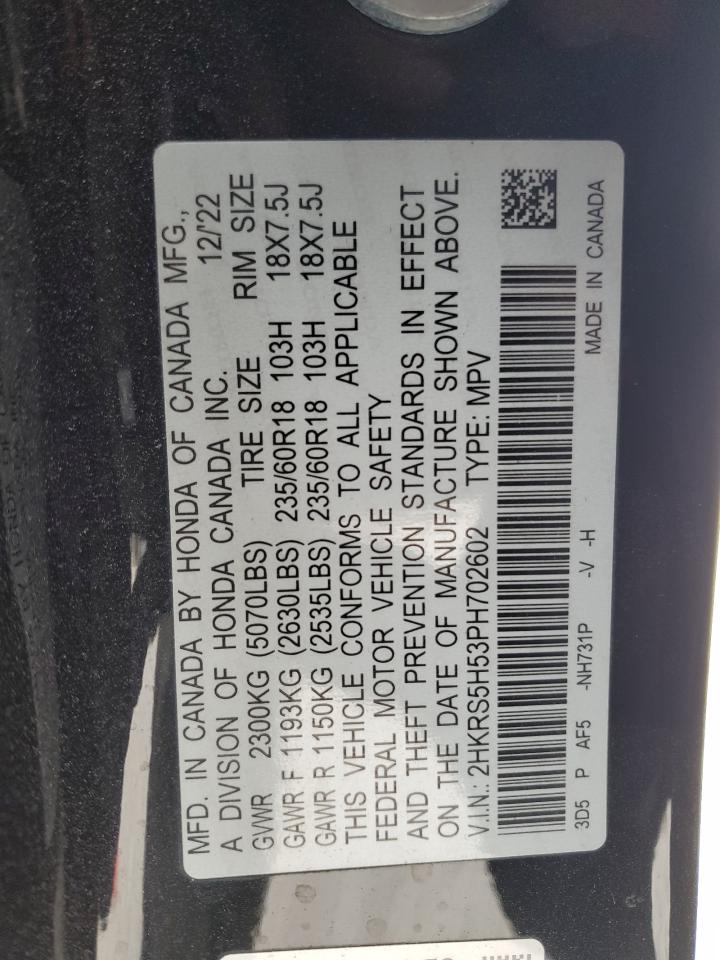 MFD. IN CANADA BY HONDA OF CANADA MFG.,
A DIVISION OF HONDA CANADA INC. 12/'22
GVWR 2300KG (5070LBS) TIRE SIZE RIM SIZE
GAWR F 1193KG (2630LBS) 235/60R18 103H 18X7.5J
GAWR R 1150KG (2535LBS) 235/60R18 103H 18X7.5J
THIS VEHICLE CONFORMS TO ALL APPLICABLE
FEDERAL MOTOR VEHICLE SAFETY
AND THEFT PREVENTION STANDARDS IN EFFECT
ON THE DATE OF MANUFACTURE SHOWN ABOVE.
V.I.N.: 2HKRS5H53PH702602 TYPE: MPV
3D5 P AF5 -NH731P -V -H MADE IN CANADA